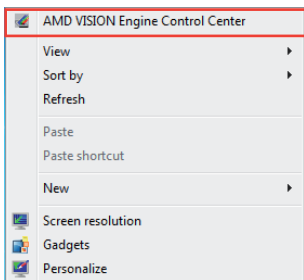 AMD VISION Engine Control Center
View
Sort by
Refresh
Paste
Paste shortcut
New
Screen resolution
Gadgets
Personalize